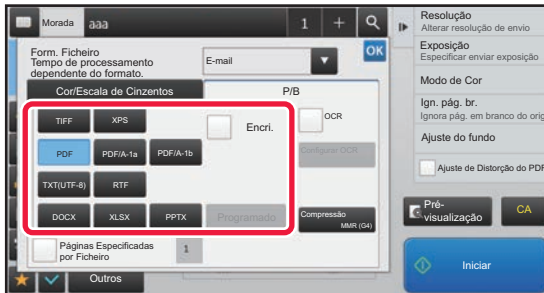 Morada
aaa
1
+
Form. Ficheiro
Tempo de processamento
dependente do formato.
E-mail
OK
Cor/Escala de Cinzentos
P/B
TIFF
XPS
Encri.
OCR
PDF
PDF/A-1a
PDF/A-1b
Configurar OCR
TXT(UTF-8)
RTF
DOCX
XLSX
PPTX
Programado
Compressão
MMR (G4)
Páginas Especificadas
por Ficheiro
1
Outros
Resolução
Alterar resolução de envio
Exposição
Especificar enviar exposição
Modo de Cor
Ign. pág. br.
Ignora pág. em branco do orig
Ajuste do fundo
Ajuste de Distorção do PDF
Pré-
visualização
CA
Iniciar